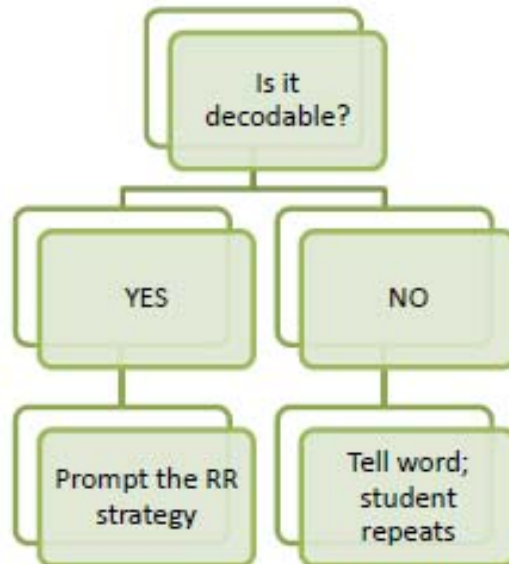 Is it
decodable?
YES
NO
Prompt the RR
strategy
Tell word;
student
repeats